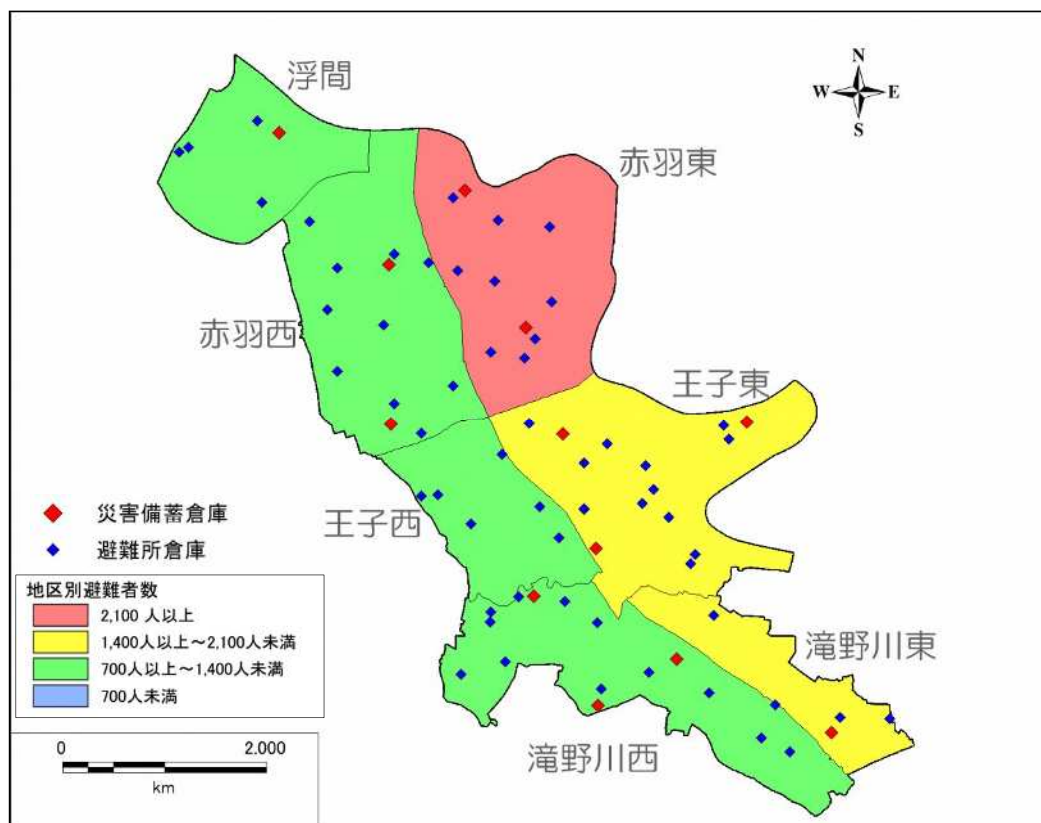 浮間
N
W
E
S
赤羽東
赤羽西
王子東
王子西
災害備蓄倉庫
避難所倉庫
地区別避難者数
2,100 人以上
1,400人以上～2,100人未満
700人以上～1,400人未満
700人未満
滝野川東
滝野川西
0 2.000
km